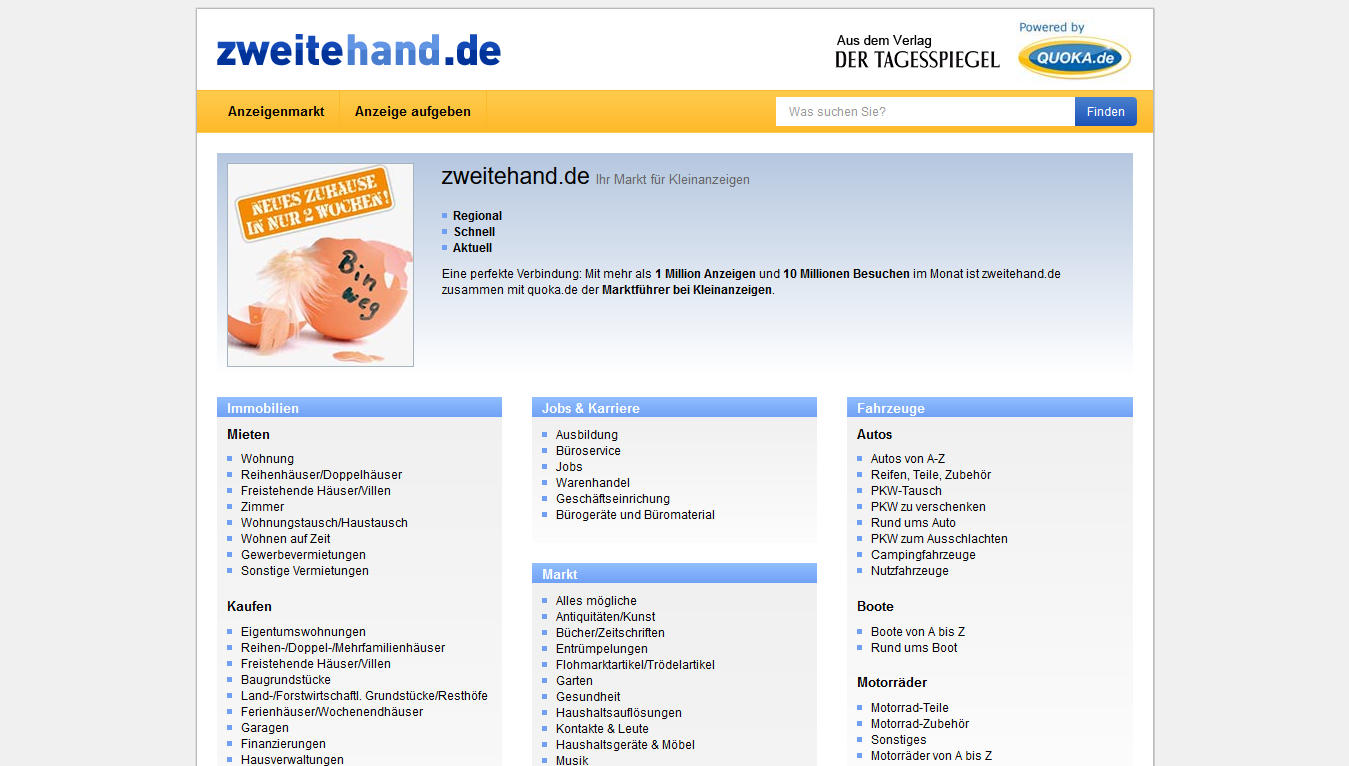 zweitehand.de
Aus dem Verlag
DER TAGESSPIEGEL
Powered by
QUOKA.de
Anzeigenmarkt
Anzeige aufgeben
Was suchen Sie?
Finden
NEUES ZUHAUSE
IN NUR 2 WOCHEN!
Bin
weg
zweitehand.de Ihr Markt für Kleinanzeigen
Regional
Schnell
Aktuell
Eine perfekte Verbindung: Mit mehr als 1 Million Anzeigen und 10 Millionen Besuchen im Monat ist zweitehand.de
zusammen mit quoka.de der Marktführer bei Kleinanzeigen.
Immobilien
Mieten
Wohnung
Reihenhäuser/Doppelhäuser
Freistehende Häuser/Villen
Zimmer
Wohnungstausch/Haustausch
Wohnen auf Zeit
Gewerbevermietungen
Sonstige Vermietungen
Kaufen
Eigentumswohnungen
Reihen-/Doppel-/Mehrfamilienhäuser
Freistehende Häuser/Villen
Baugrundstücke
Land-/Forstwirtschaftl. Grundstücke/Resthöfe
Ferienhäuser/Wochenendhäuser
Garagen
Finanzierungen
Hausverwaltungen
Jobs & Karriere
Ausbildung
Büroservice
Jobs
Warenhandel
Geschäftseinrichtung
Bürogeräte und Büromaterial
Markt
Alles mögliche
Antiquitäten/Kunst
Bücher/Zeitschriften
Entrümpelungen
Flohmarktartikel/Trödelartikel
Garten
Gesundheit
Haushaltsauflösungen
Kontakte & Leute
Haushaltsgeräte & Möbel
Musik
Fahrzeuge
Autos
Autos von A-Z
Reifen, Teile, Zubehör
PKW-Tausch
PKW zu verschenken
Rund ums Auto
PKW zum Ausschlachten
Campingfahrzeuge
Nutzfahrzeuge
Boote
Boote von A bis Z
Rund ums Boot
Motorräder
Motorrad-Teile
Motorrad-Zubehör
Sonstiges
Motorräder von A bis Z